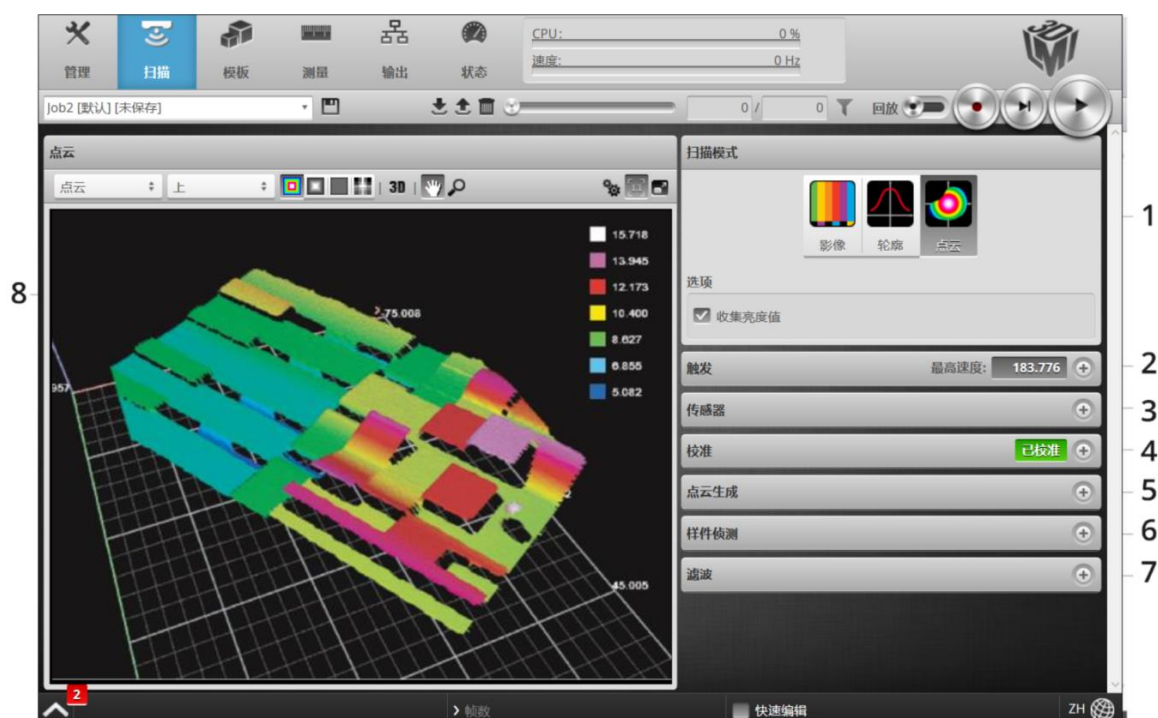 CPU: 0 %
速度: 0 Hz
管理 扫描 模板 测量 输出 状态
Job2 [默认] [未保存]
0 / 0 回放
点云
点云 上 3D
15.718
13.945
12.173
10.400
8.627
6.855
5.082
75.008
957
45.005
扫描模式
影像 轮廓 点云
选项
收集亮度值
触发 最高速度: 183.776
传感器
校准 已校准
点云生成
样件侦测
滤波
1
2
3
4
5
6
7
8
2
帧数
快速编辑
ZH